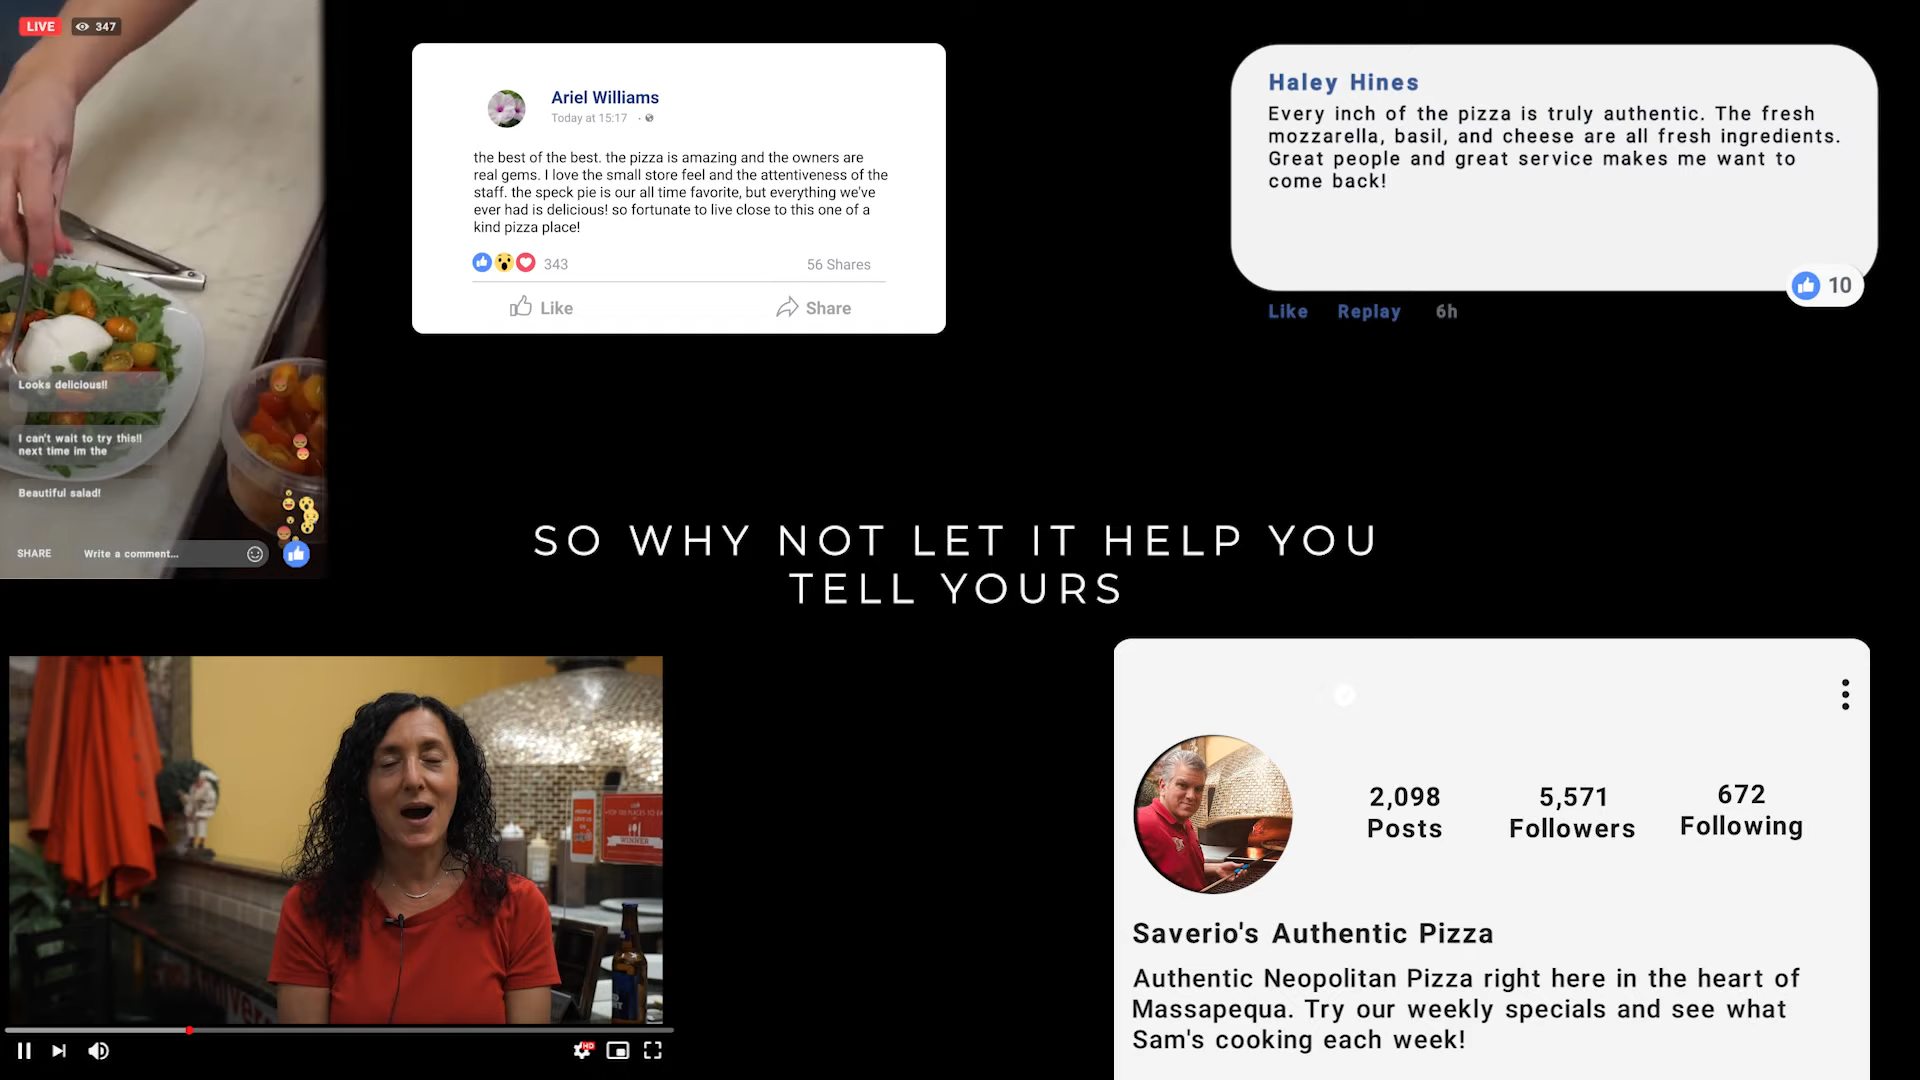 LIVE 347
Looks delicious!!
I can't wait to try this!!
next time im the
Beautiful salad!
SHARE Write a comment...
Ariel Williams
Today at 15:17
the best of the best. the pizza is amazing and the owners are
real gems. I love the small store feel and the attentiveness of the
staff. the speck pie is our all time favorite, but everything we've
ever had is delicious! so fortunate to live close to this one of a
kind pizza place!
343 56 Shares
Like Share
Haley Hines
Every inch of the pizza is truly authentic. The fresh
mozzarella, basil, and cheese are all fresh ingredients.
Great people and great service makes me want to
come back!
10
Like Replay 6h
SO WHY NOT LET IT HELP YOU
TELL YOURS
WINNER
HD
2,098 5,571 672
Posts Followers Following
Saverio's Authentic Pizza
Authentic Neopolitan Pizza right here in the heart of
Massapequa. Try our weekly specials and see what
Sam's cooking each week!